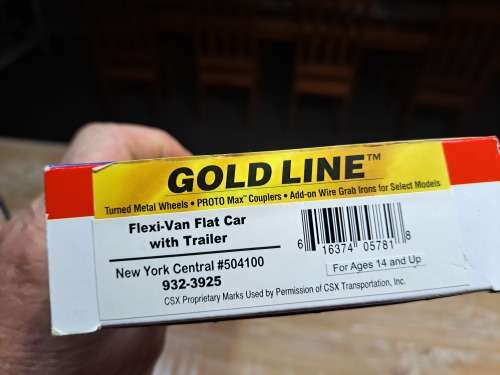 GOLD LINE™
Turned Metal Wheels • PROTO Max™ Couplers • Add-on Wire Grab Irons for Select Models
Flexi-Van Flat Car
with Trailer
New York Central #504100
932-3925
6 16374 05781 8
For Ages 14 and Up
CSX Proprietary Marks Used by Permission of CSX Transportation, Inc.